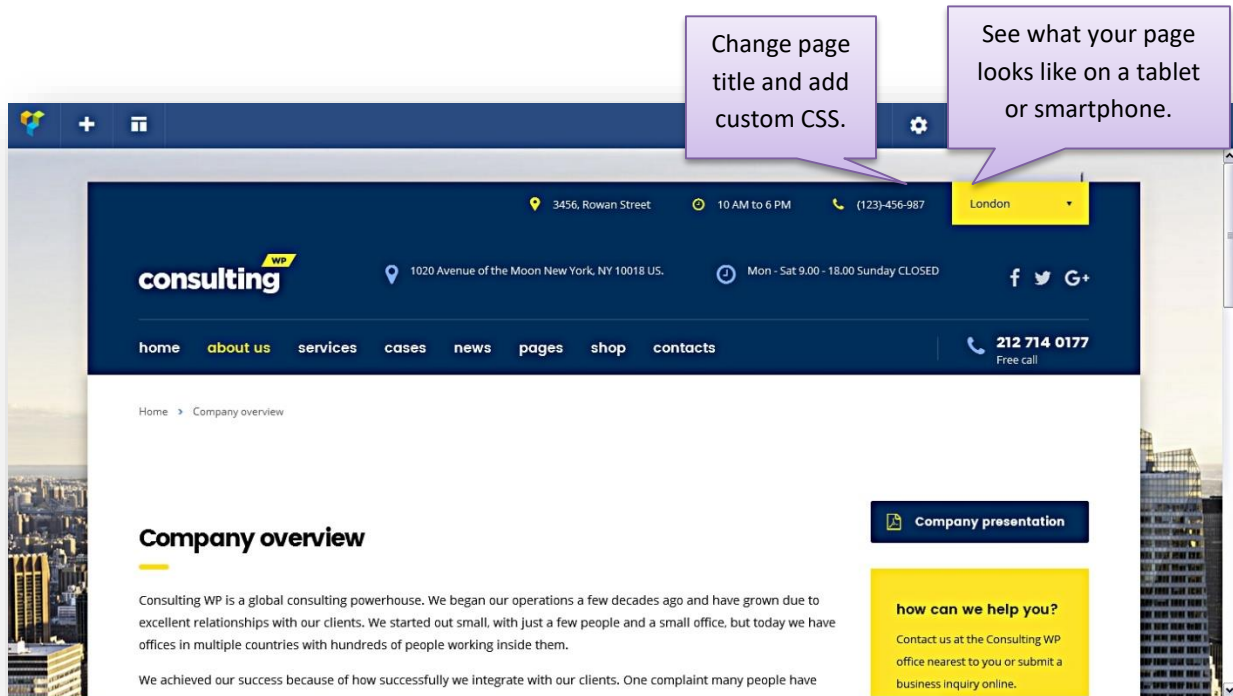 Change page
title and add
custom CSS.
See what your page
looks like on a tablet
or smartphone.
3456, Rowan Street
10 AM to 6 PM
(123)-456-987
London
consulting
WP
1020 Avenue of the Moon New York, NY 10018 US.
Mon - Sat 9.00 - 18.00 Sunday CLOSED
f
G+
home about us services cases news pages shop contacts
212 714 0177
Free call
Home > Company overview
Company overview
Consulting WP is a global consulting powerhouse. We began our operations a few decades ago and have grown due to
excellent relationships with our clients. We started out small, with just a few people and a small office, but today we have
offices in multiple countries with hundreds of people working inside them.
We achieved our success because of how successfully we integrate with our clients. One complaint many people have
Company presentation
how can we help you?
Contact us at the Consulting WP
office nearest to you or submit a
business inquiry online.